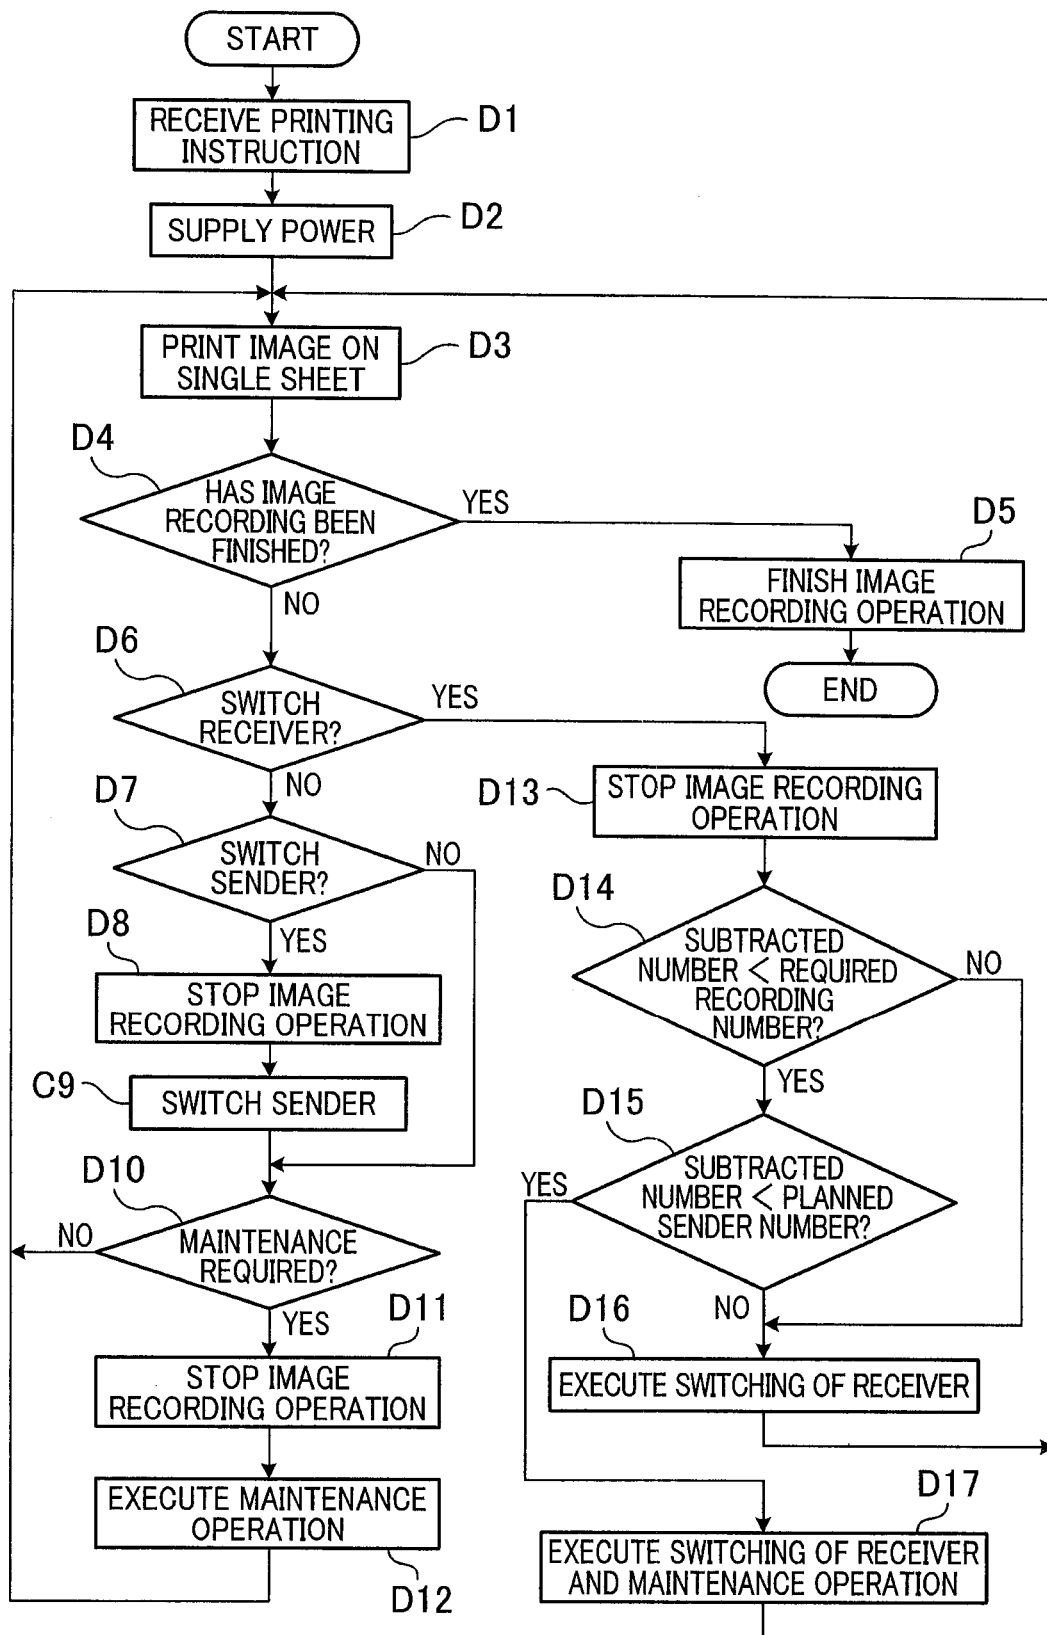 START
RECEIVE PRINTING
INSTRUCTION
D1
SUPPLY POWER
D2
PRINT IMAGE ON
SINGLE SHEET
D3
D4
HAS IMAGE
RECORDING BEEN
FINISHED?
YES
NO
D5
FINISH IMAGE
RECORDING OPERATION
END
D6
SWITCH
RECEIVER?
YES
NO
D7
SWITCH
SENDER?
NO
YES
D8
STOP IMAGE
RECORDING OPERATION
C9
SWITCH SENDER
D10
MAINTENANCE
REQUIRED?
NO
YES
D11
STOP IMAGE
RECORDING OPERATION
EXECUTE MAINTENANCE
OPERATION
D12
D13
STOP IMAGE RECORDING
OPERATION
D14
SUBTRACTED
NUMBER < REQUIRED
RECORDING
NUMBER?
NO
YES
D15
SUBTRACTED
NUMBER < PLANNED
SENDER NUMBER?
YES
NO
D16
EXECUTE SWITCHING OF RECEIVER
D17
EXECUTE SWITCHING OF RECEIVER
AND MAINTENANCE OPERATION